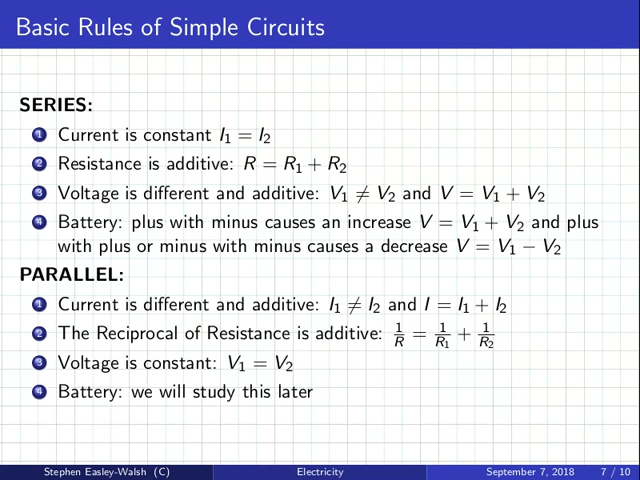 Basic Rules of Simple Circuits
SERIES:
1 Current is constant I₁ = I₂
2 Resistance is additive: R = R₁ + R₂
3 Voltage is different and additive: V₁ ≠ V₂ and V = V₁ + V₂
4 Battery: plus with minus causes an increase V = V₁ + V₂ and plus
with plus or minus with minus causes a decrease V = V₁ − V₂
PARALLEL:
1 Current is different and additive: I₁ ≠ I₂ and I = I₁ + I₂
2 The Reciprocal of Resistance is additive: 1/R = 1/R₁ + 1/R₂
3 Voltage is constant: V₁ = V₂
4 Battery: we will study this later
Stephen Easley-Walsh (C) Electricity September 7, 2018 7 / 10